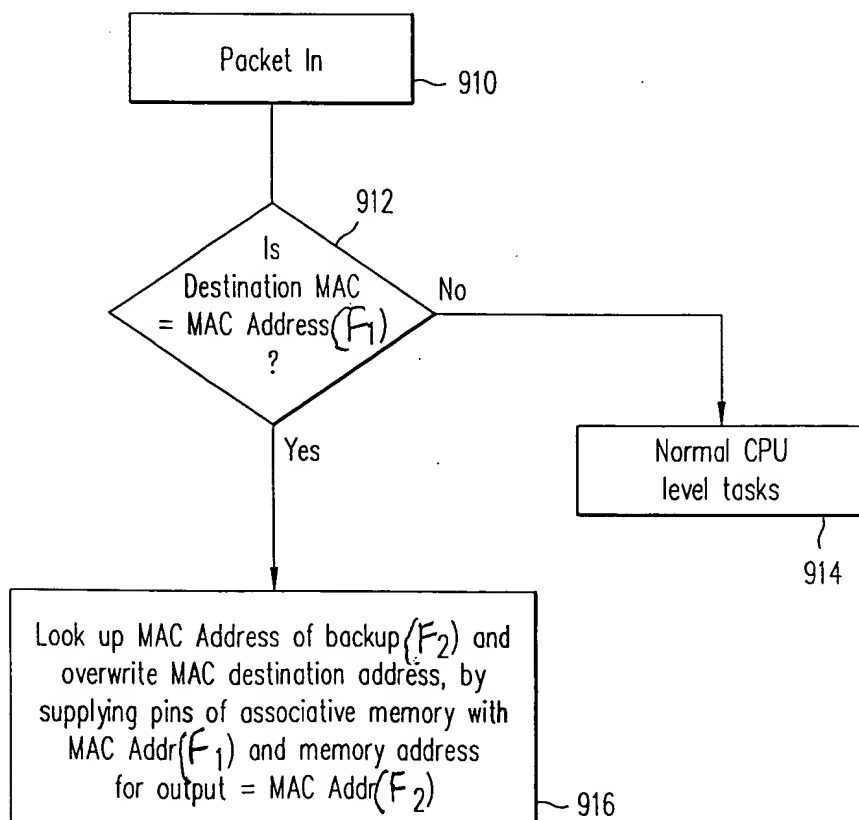 Packet In
910
912
Is
Destination MAC
= MAC Address(F1)
?
No
Yes
Normal CPU
level tasks
914
Look up MAC Address of backup(F2) and
overwrite MAC destination address, by
supplying pins of associative memory with
MAC Addr(F1) and memory address
for output = MAC Addr(F2)
916